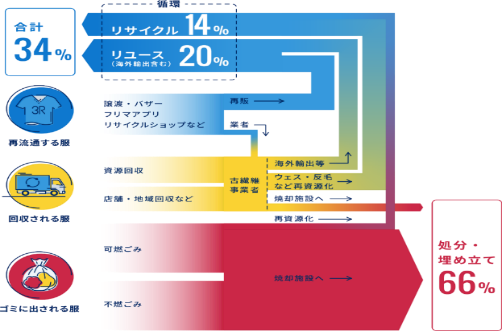 循環
合計
34%
リサイクル 14%
リユース 20%
(海外輸出含む)
3R
再流通する服
譲渡・バザー
フリマアプリ
リサイクルショップなど
再販
業者
回収される服
資源回収
店舗・地域回収など
古繊維
事業者
海外輸出等
ウェス・反毛
など再資源化
焼却施設へ
再資源化
ゴミに出される服
可燃ごみ
不燃ごみ
焼却施設へ
処分・
埋め立て
66%